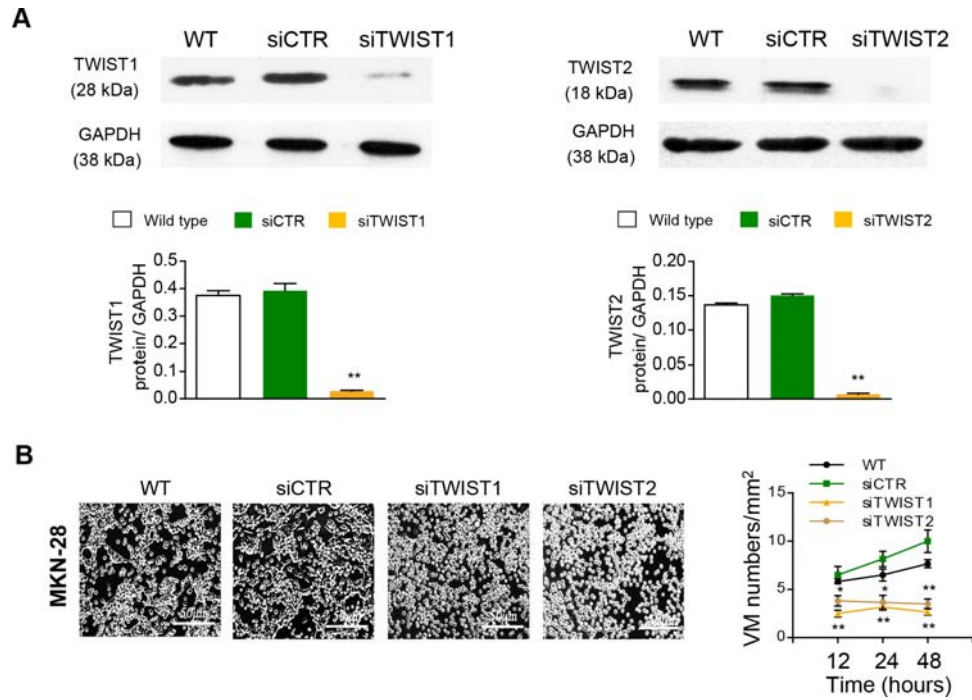 A
WT siCTR siTWIST1
TWIST1
(28 kDa)
GAPDH
(38 kDa)
Wild type siCTR siTWIST1
TWIST1
protein/ GAPDH
0.4
0.3
0.2
0.1
0.0
**
WT siCTR siTWIST2
TWIST2
(18 kDa)
GAPDH
(38 kDa)
Wild type siCTR siTWIST2
TWIST2
protein/ GAPDH
0.20
0.15
0.10
0.05
0.00
**
B
WT siCTR siTWIST1 siTWIST2
MKN-28
WT
siCTR
siTWIST1
siTWIST2
VM numbers/mm²
15
10
5
0
* * **
** ** **
12 24 48
Time (hours)